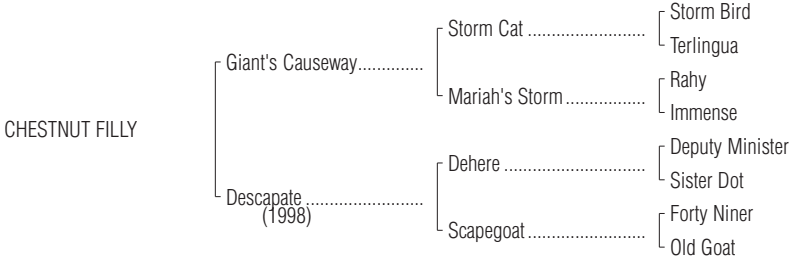 Storm Bird
Storm Cat ..........................
Terlingua
Giant's Causeway..............
Rahy
Mariah's Storm .................
Immense
CHESTNUT FILLY
Deputy Minister
Dehere ...............................
Sister Dot
Descapate .........................
(1998)
Forty Niner
Scapegoat..........................
Old Goat